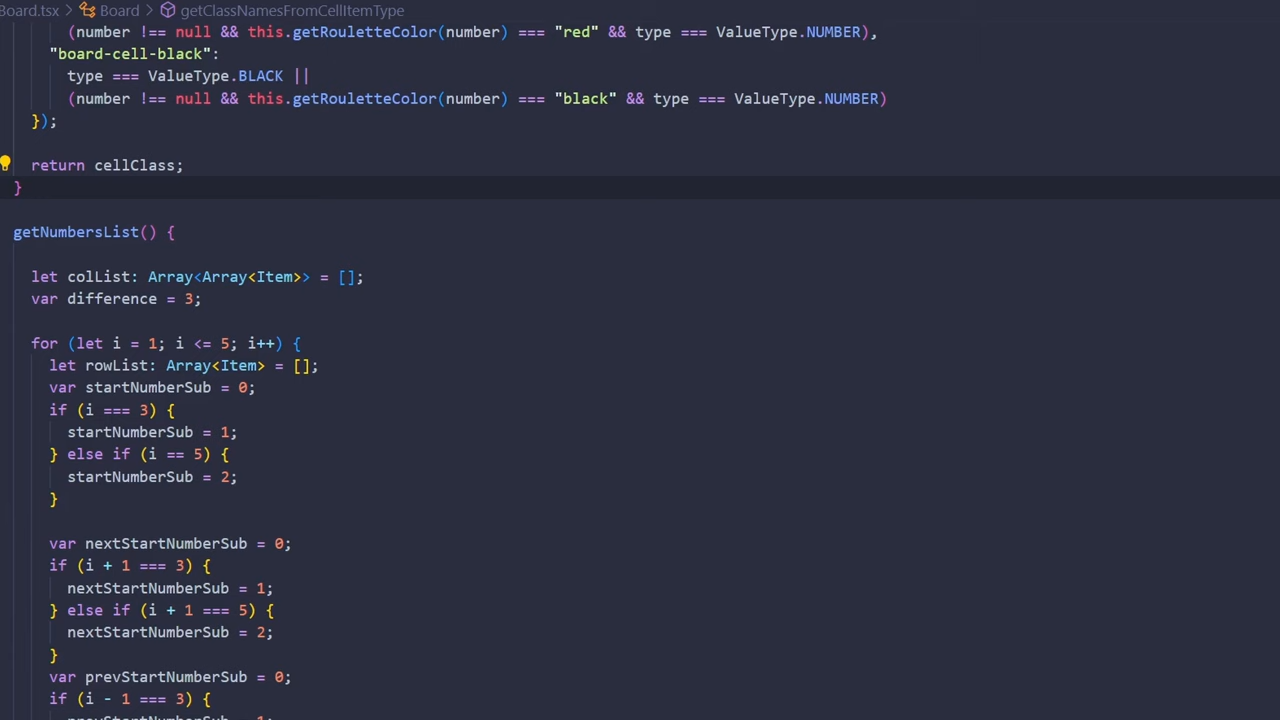 Board.tsx > Board > getClassNamesFromCellItemType
(number !== null && this.getRouletteColor(number) === "red" && type === ValueType.NUMBER),
"board-cell-black":
type === ValueType.BLACK ||
(number !== null && this.getRouletteColor(number) === "black" && type === ValueType.NUMBER)
});
return cellClass;
}
getNumbersList() {
let colList: Array<Array<Item>> = [];
var difference = 3;
for (let i = 1; i <= 5; i++) {
let rowList: Array<Item> = [];
var startNumberSub = 0;
if (i === 3) {
startNumberSub = 1;
} else if (i == 5) {
startNumberSub = 2;
}
var nextStartNumberSub = 0;
if (i + 1 === 3) {
nextStartNumberSub = 1;
} else if (i + 1 === 5) {
nextStartNumberSub = 2;
}
var prevStartNumberSub = 0;
if (i - 1 === 3) {
prevStartNumberSub = 1;